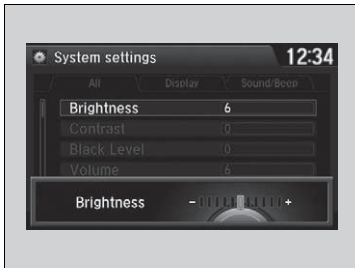 System settings 12:34
All Display Sound/Beep
Brightness 6
Contrast 0
Black Level 0
Volume 6
Brightness - +